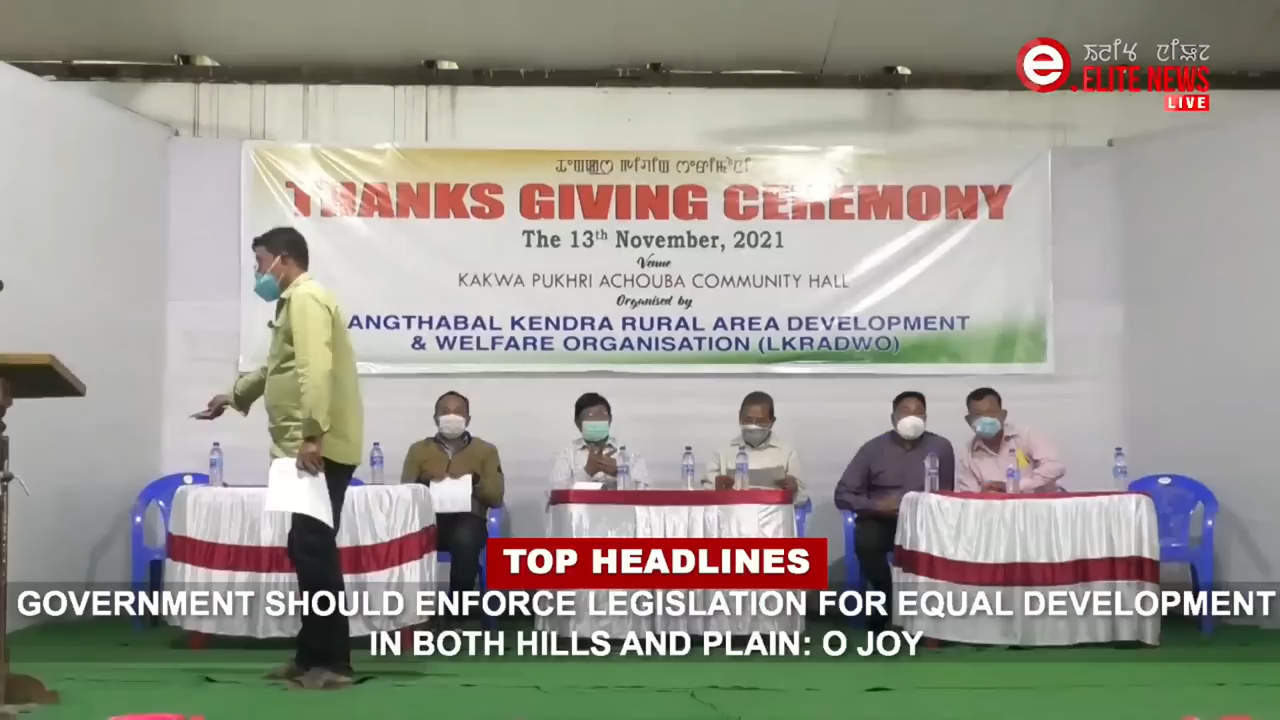 e.
ꯏꯂꯤꯠ ꯅꯤꯎꯖ
ELITE NEWS
LIVE
THANKS GIVING CEREMONY
The 13th November, 2021
Venue
KAKWA PUKHRI ACHOUBA COMMUNITY HALL
Organised by
ANGTHABAL KENDRA RURAL AREA DEVELOPMENT
& WELFARE ORGANISATION (LKRADWO)
TOP HEADLINES
GOVERNMENT SHOULD ENFORCE LEGISLATION FOR EQUAL DEVELOPMENT
IN BOTH HILLS AND PLAIN: O JOY